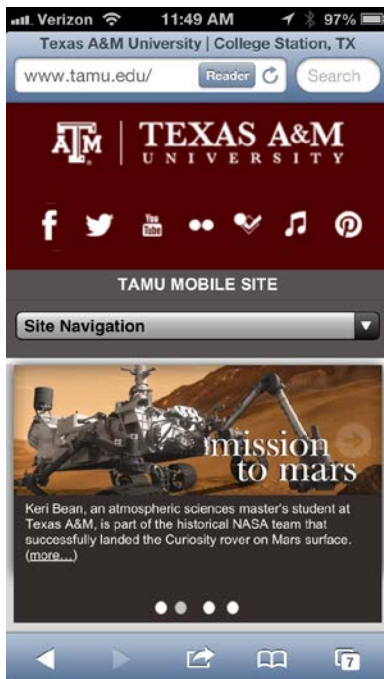 Verizon 11:49 AM 97%
Texas A&M University | College Station, TX
www.tamu.edu/ Reader Search
ATM TEXAS A&M
UNIVERSITY
You
Tube
TAMU MOBILE SITE
Site Navigation
mission
to mars
Keri Bean, an atmospheric sciences master's student at
Texas A&M, is part of the historical NASA team that
successfully landed the Curiosity rover on Mars surface.
(more...)
7